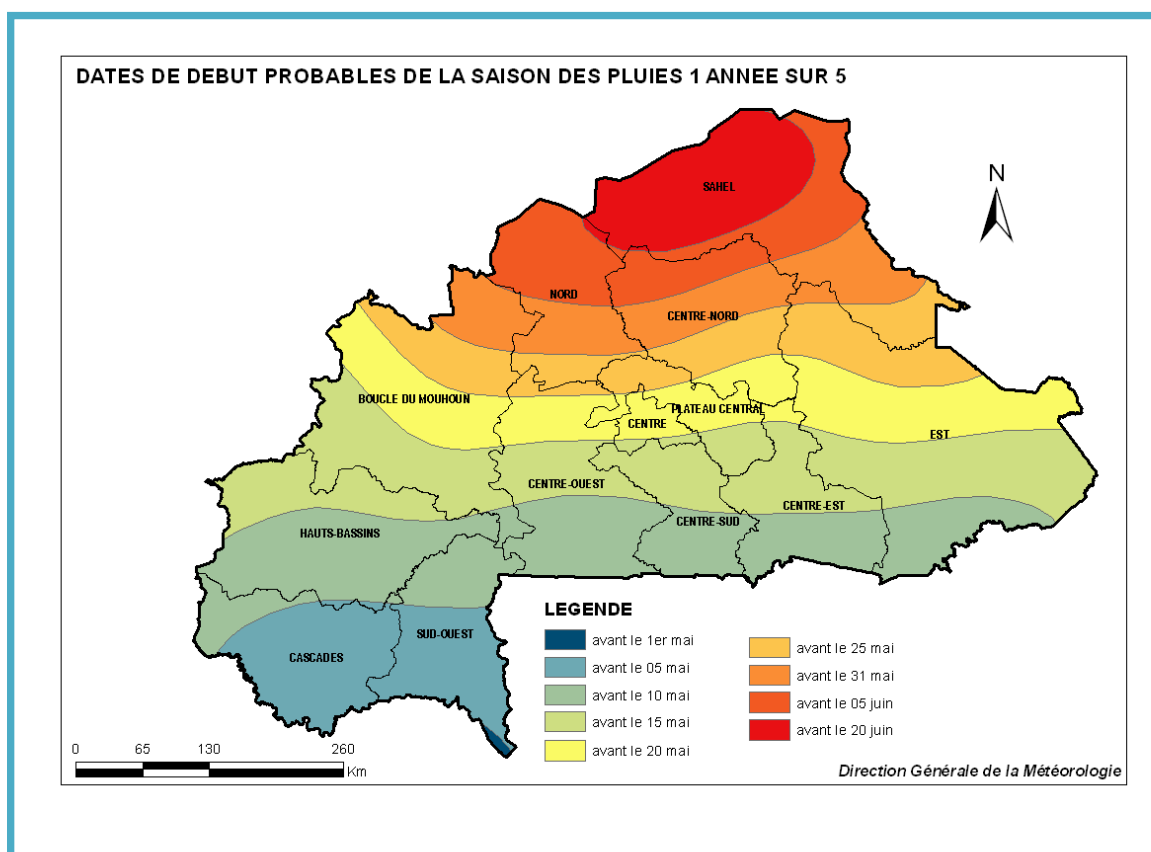 DATES DE DEBUT PROBABLES DE LA SAISON DES PLUIES 1 ANNEE SUR 5
N
SAHEL
NORD
CENTRE-NORD
BOUCLE DU MOUHOUN
PLATEAU CENTRAL
CENTRE
EST
CENTRE-OUEST
CENTRE-EST
CENTRE-SUD
HAUTS-BASSINS
SUD-OUEST
CASCADES
LEGENDE
avant le 1er mai
avant le 05 mai
avant le 10 mai
avant le 15 mai
avant le 20 mai
avant le 25 mai
avant le 31 mai
avant le 05 juin
avant le 20 juin
0 65 130 260
Km
Direction Générale de la Météorologie